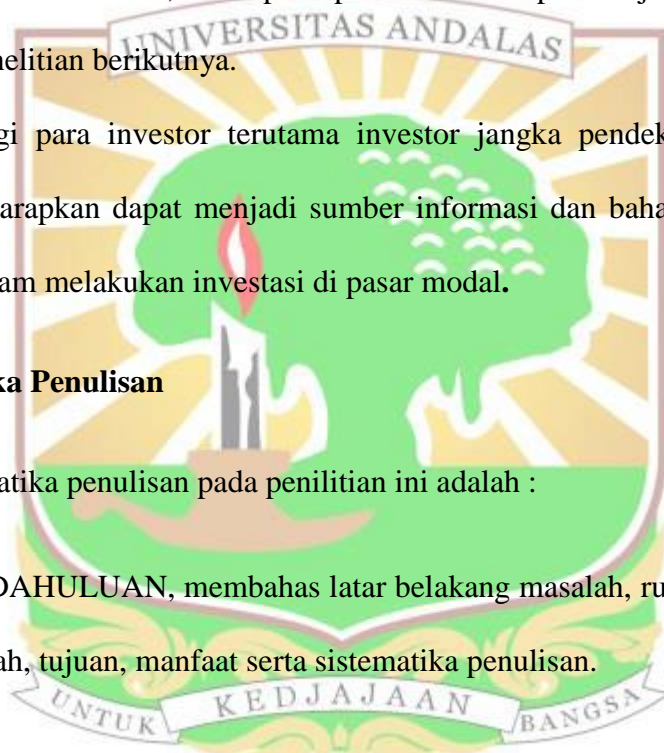 UNIVERSITAS ANDALAS
nelitian berikutnya.
gi para investor terutama investor jangka pendek
arapkan dapat menjadi sumber informasi dan baha
am melakukan investasi di pasar modal.
ka Penulisan
atika penulisan pada penilitian ini adalah :
DAHULUAN, membahas latar belakang masalah, ru
ah, tujuan, manfaat serta sistematika penulisan.
UNTUK KEDJAJAAN BANGSA